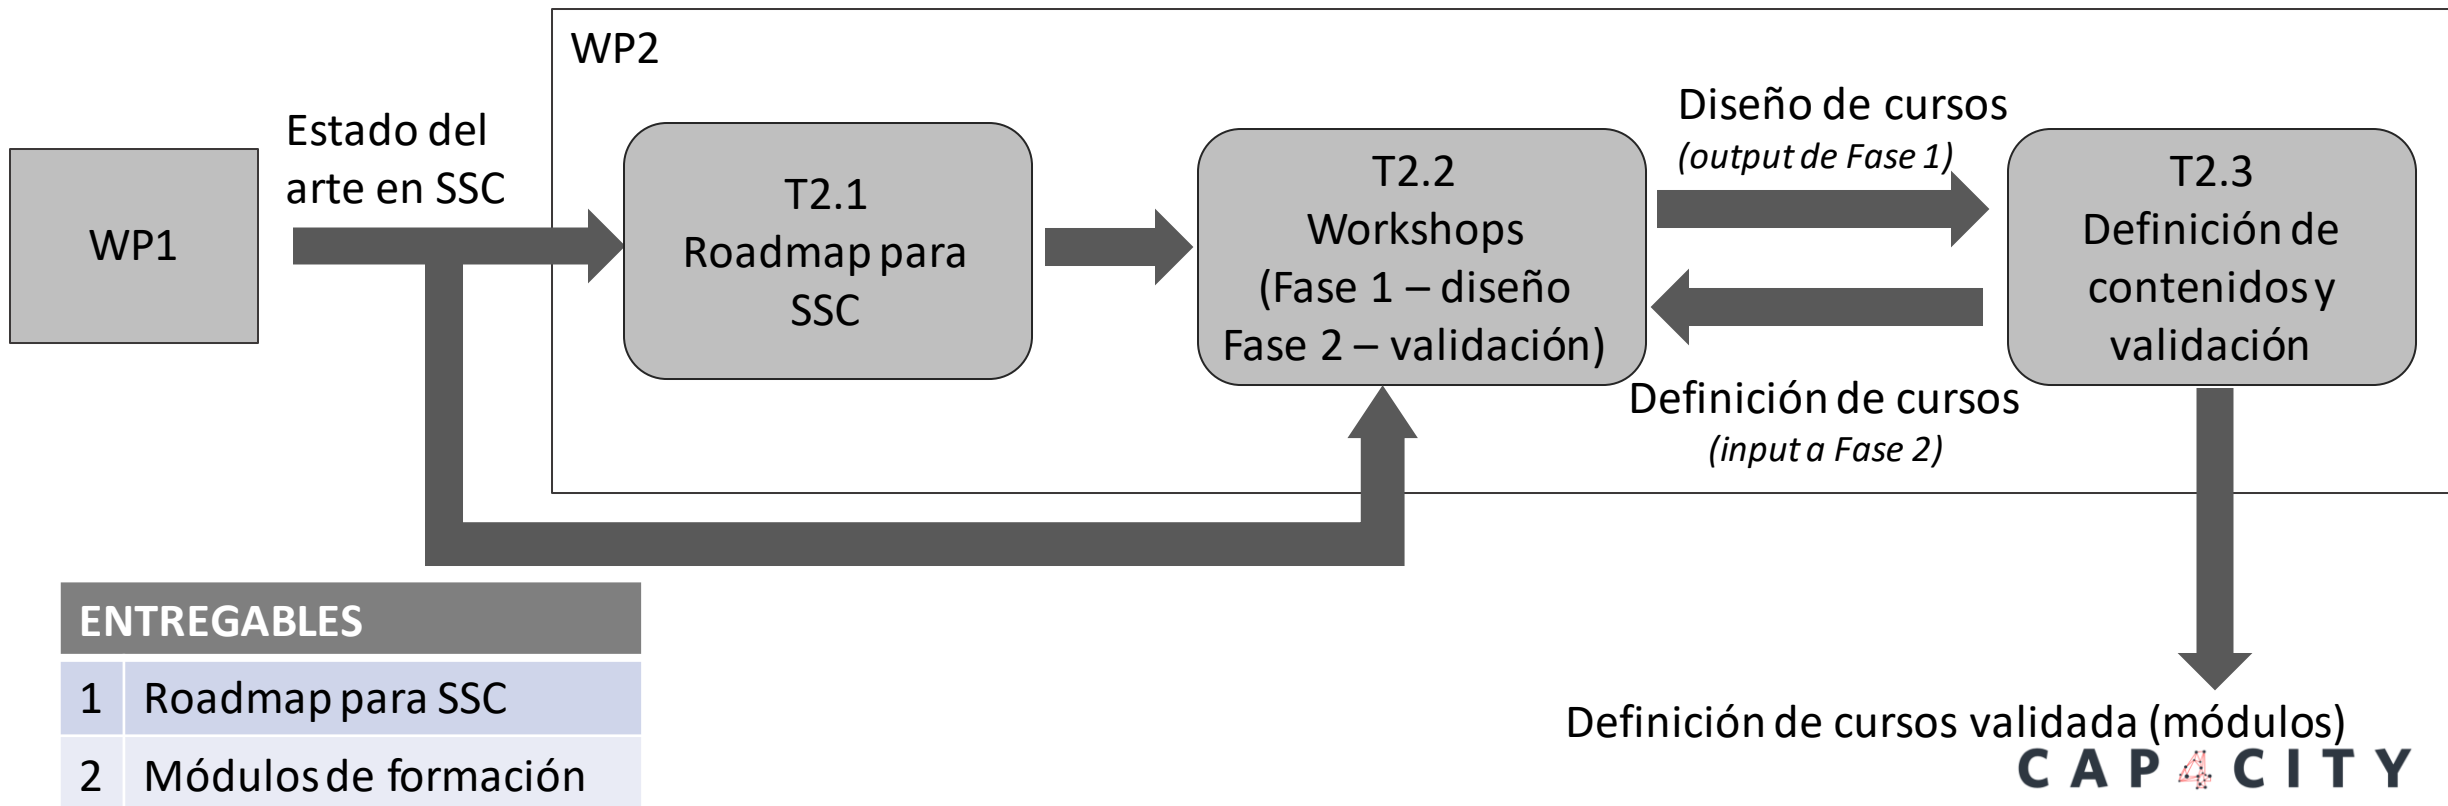 WP2
WP1
Estado del
arte en SSC
T2.1
Roadmap para
SSC
T2.2
Workshops
(Fase 1 – diseño
Fase 2 – validación)
Diseño de cursos
(output de Fase 1)
Definición de cursos
(input a Fase 2)
T2.3
Definición de
contenidos y
validación
Definición de cursos validada (módulos)
ENTREGABLES
1 Roadmap para SSC
2 Módulos de formación
CAP4CITY